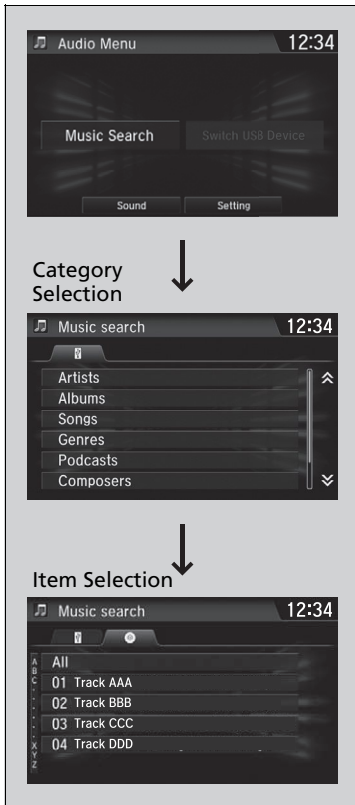 Audio Menu 12:34
Music Search Switch USB Device
Sound Setting
Category
Selection
Music search 12:34
Artists
Albums
Songs
Genres
Podcasts
Composers
Item Selection
Music search 12:34
A
B
C
X
Y
Z
All
01 Track AAA
02 Track BBB
03 Track CCC
04 Track DDD